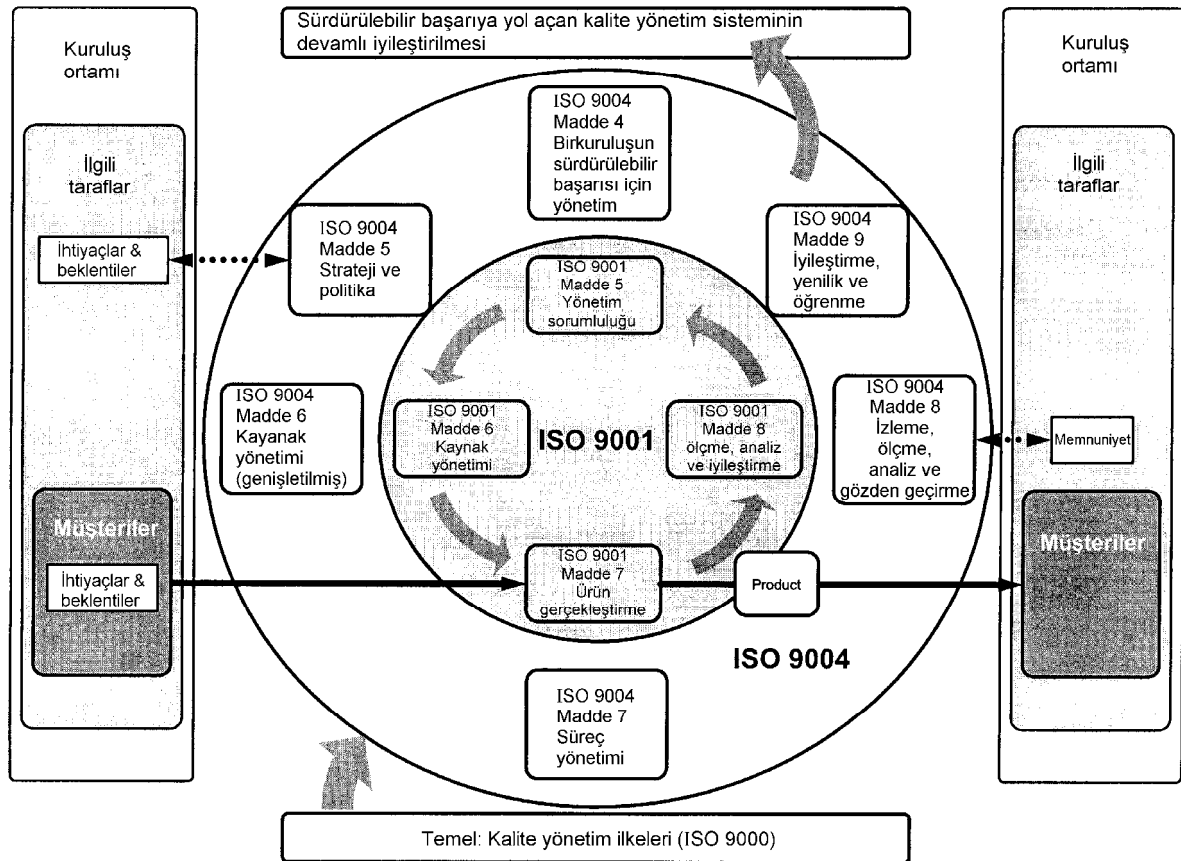 Sürdürülebilir başarıya yol açan kalite yönetim sisteminin
devamlı iyileştirilmesi
Kuruluş
ortamı
İlgili
taraflar
İhtiyaçlar &
beklentiler
Müşteriler
İhtiyaçlar &
beklentiler
ISO 9004
Madde 4
Birkuruluşun
sürdürülebilir
başarısı için
yönetim
ISO 9004
Madde 5
Strateji ve
politika
ISO 9004
Madde 9
İyileştirme,
yenilik ve
öğrenme
ISO 9001
Madde 5
Yönetim
sorumluluğu
ISO 9004
Madde 6
Kayanak
yönetimi
(genişletilmiş)
ISO 9001
Madde 6
Kaynak
yönetimi
ISO 9001
ISO 9001
Madde 8
ölçme, analiz
ve iyileştirme
ISO 9004
Madde 8
İzleme,
ölçme,
analiz ve
gözden geçirme
ISO 9001
Madde 7
Ürün
gerçekleştirme
Product
ISO 9004
ISO 9004
Madde 7
Süreç
yönetimi
Kuruluş
ortamı
İlgili
taraflar
Memnuniyet
Müşteriler
Temel: Kalite yönetim ilkeleri (ISO 9000)